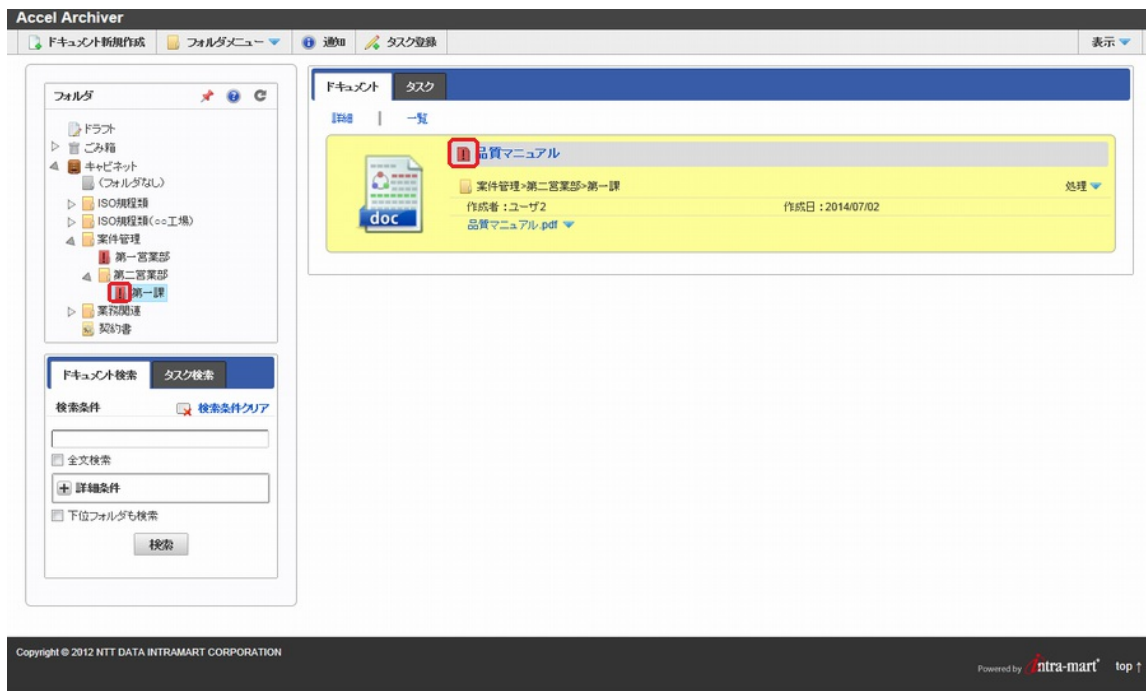 Accel Archiver
ドキュメント新規作成 フォルダメニュー 通知 タスク登録 表示
フォルダ
ドラフト
ごみ箱
キャビネット
(フォルダなし)
ISO規程類
ISO規程類(○○工場)
案件管理
第一営業部
第二営業部
第一課
業務関連
契約書
ドキュメント検索 タスク検索
検索条件 検索条件クリア
全文検索
詳細条件
下位フォルダも検索
検索
ドキュメント タスク
詳細 | 一覧
doc
品質マニュアル
案件管理>第二営業部>第一課 処理
作成者:ユーザ2 作成日:2014/07/02
品質マニュアル.pdf
Copyright © 2012 NTT DATA INTRAMART CORPORATION
Powered by intra-mart top ↑